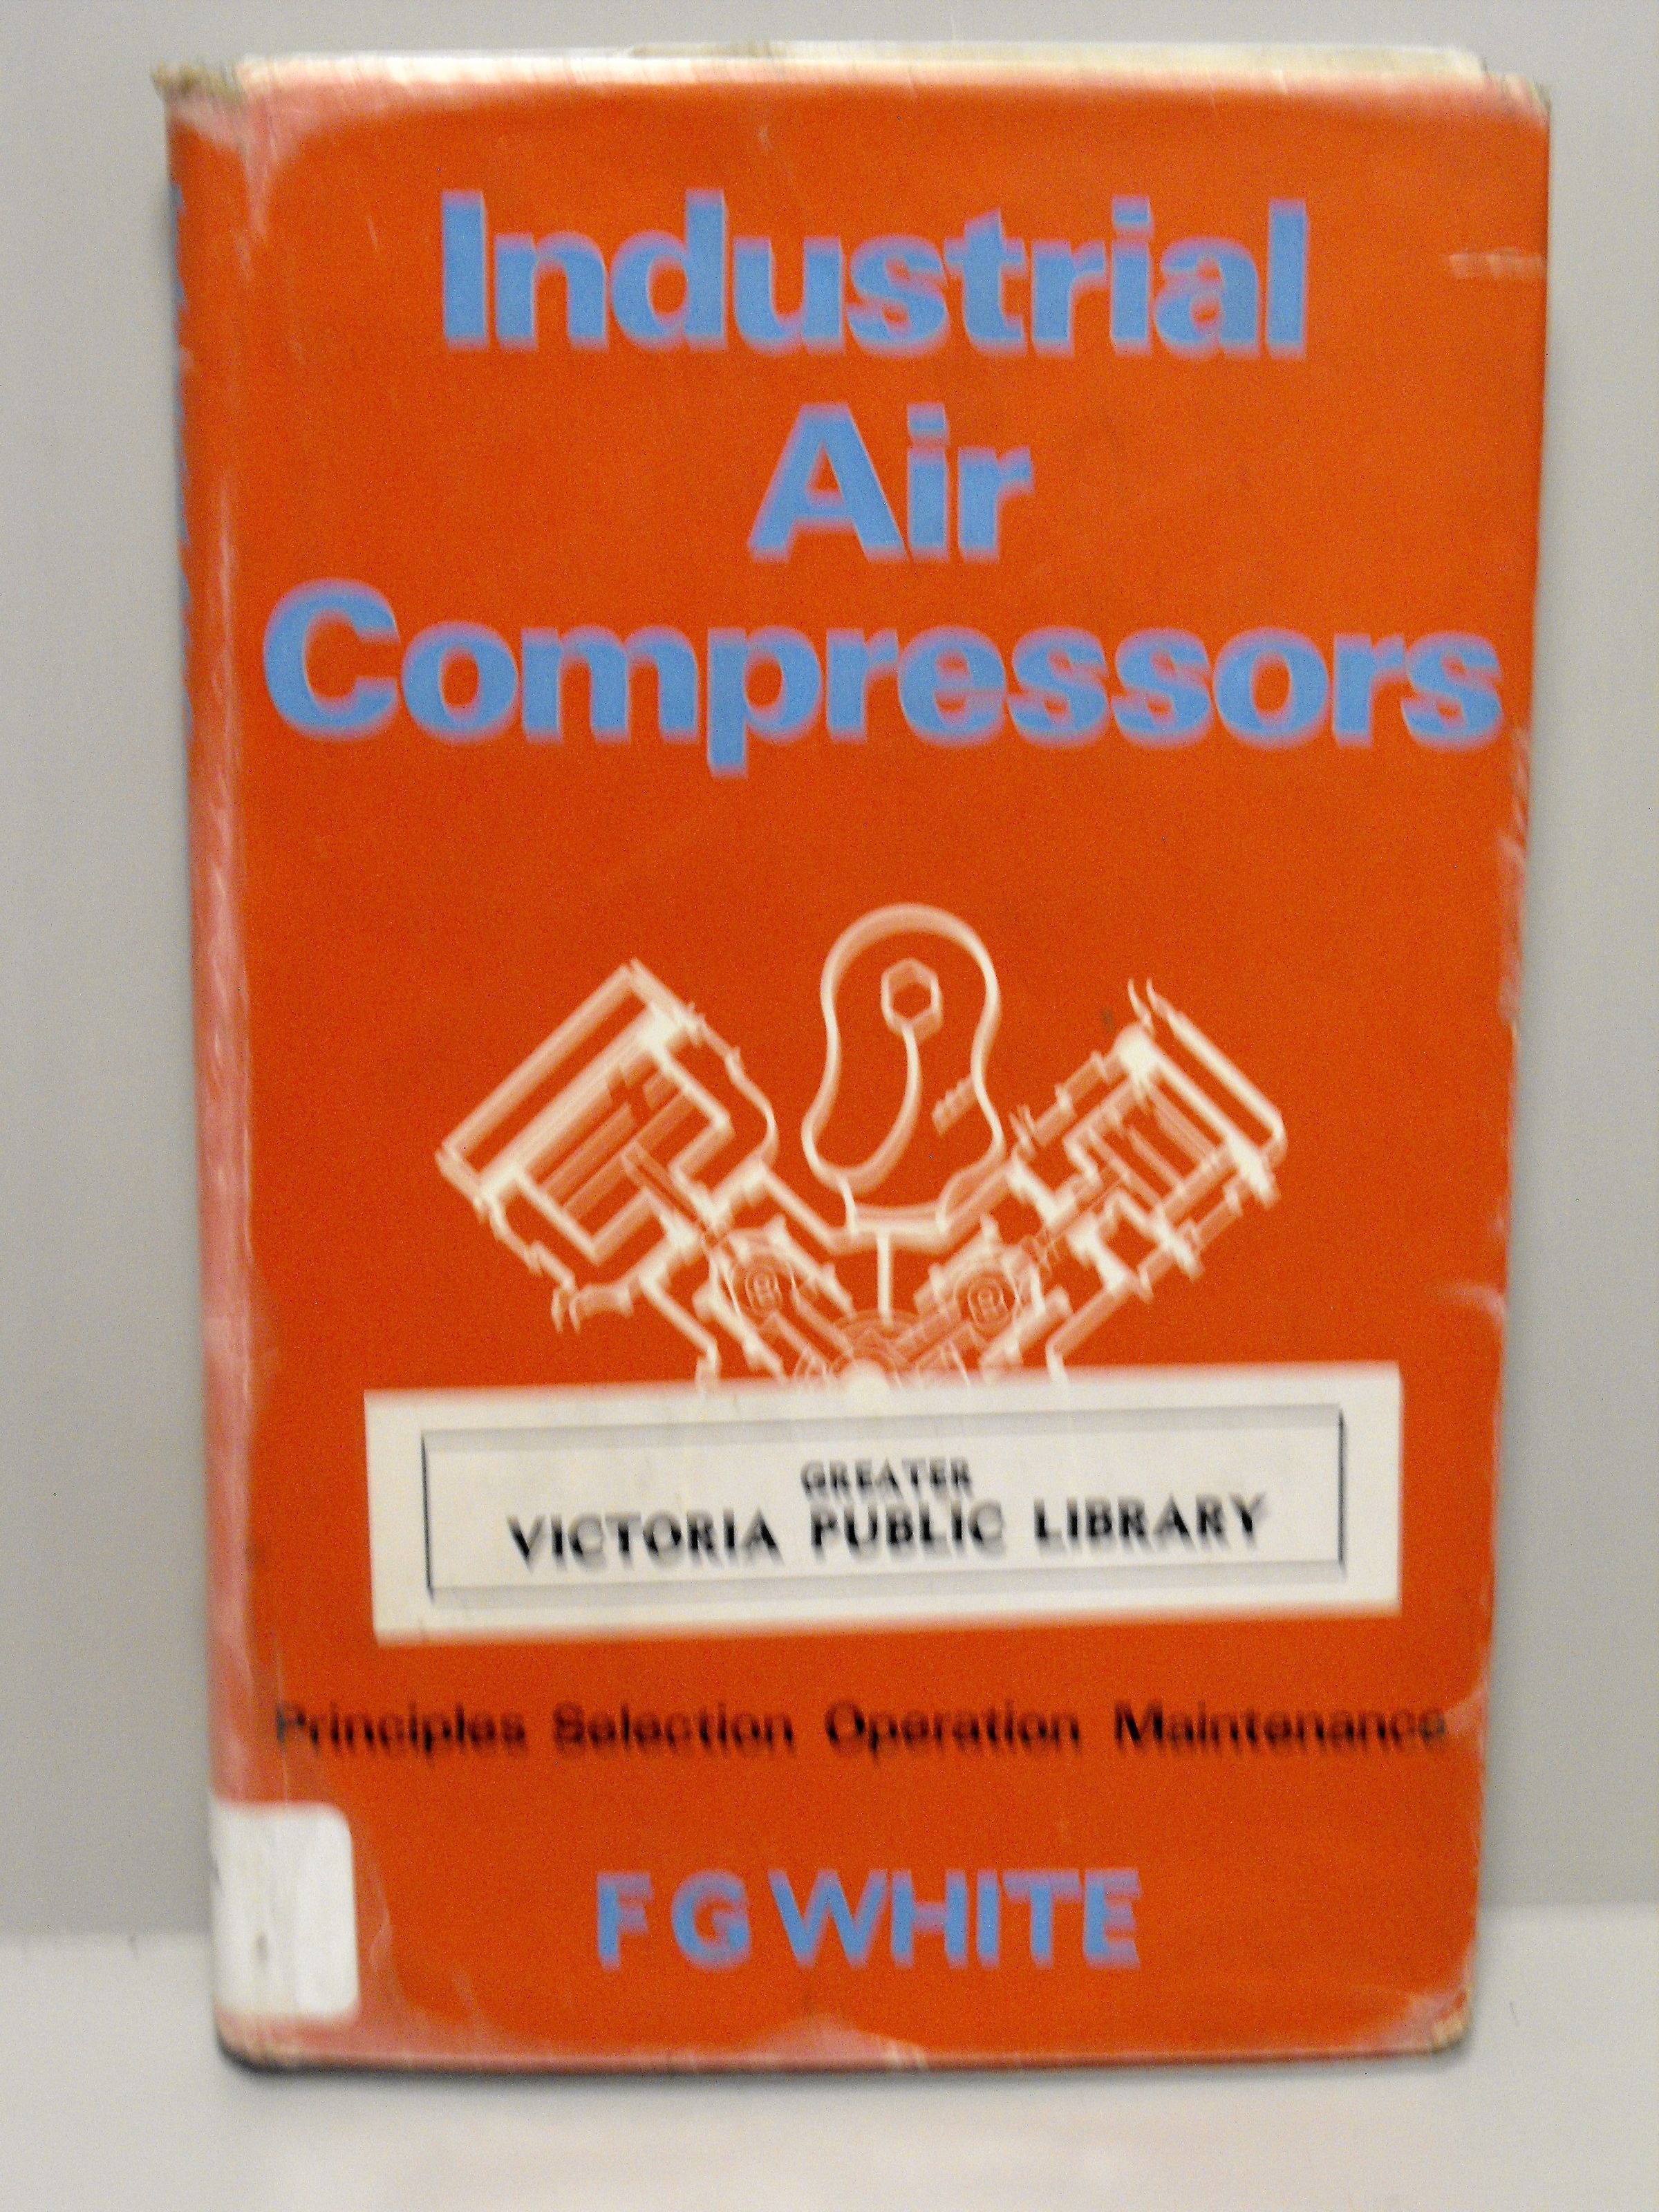 Industrial
Air
Compressors
GREATER
VICTORIA PUBLIC LIBRARY
Principles Selection Operation Maintenance
F G WHITE